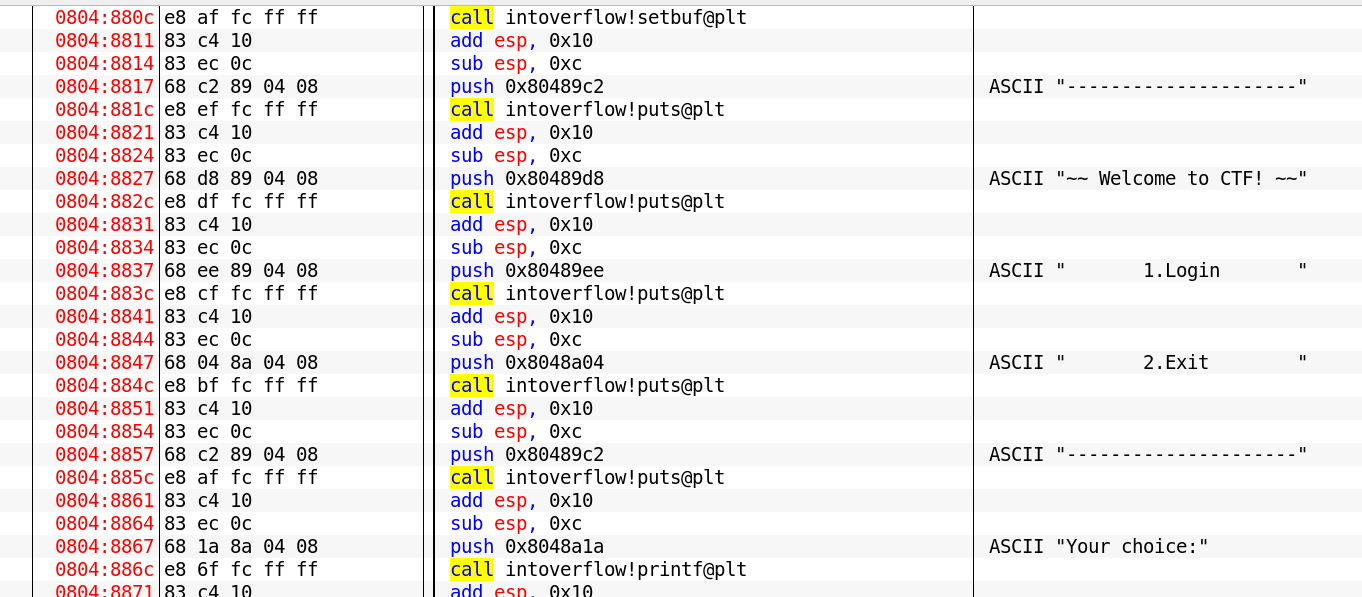 0804:880c e8 af fc ff ff call intoverflow!setbuf@plt
0804:8811 83 c4 10 add esp, 0x10
0804:8814 83 ec 0c sub esp, 0xc
0804:8817 68 c2 89 04 08 push 0x80489c2 ASCII "---------------------"
0804:881c e8 ef fc ff ff call intoverflow!puts@plt
0804:8821 83 c4 10 add esp, 0x10
0804:8824 83 ec 0c sub esp, 0xc
0804:8827 68 d8 89 04 08 push 0x80489d8 ASCII "~~ Welcome to CTF! ~~"
0804:882c e8 df fc ff ff call intoverflow!puts@plt
0804:8831 83 c4 10 add esp, 0x10
0804:8834 83 ec 0c sub esp, 0xc
0804:8837 68 ee 89 04 08 push 0x80489ee ASCII "       1.Login       "
0804:883c e8 cf fc ff ff call intoverflow!puts@plt
0804:8841 83 c4 10 add esp, 0x10
0804:8844 83 ec 0c sub esp, 0xc
0804:8847 68 04 8a 04 08 push 0x8048a04 ASCII "       2.Exit        "
0804:884c e8 bf fc ff ff call intoverflow!puts@plt
0804:8851 83 c4 10 add esp, 0x10
0804:8854 83 ec 0c sub esp, 0xc
0804:8857 68 c2 89 04 08 push 0x80489c2 ASCII "---------------------"
0804:885c e8 af fc ff ff call intoverflow!puts@plt
0804:8861 83 c4 10 add esp, 0x10
0804:8864 83 ec 0c sub esp, 0xc
0804:8867 68 1a 8a 04 08 push 0x8048a1a ASCII "Your choice:"
0804:886c e8 6f fc ff ff call intoverflow!printf@plt
0804:8871 83 c4 10 add esp, 0x10